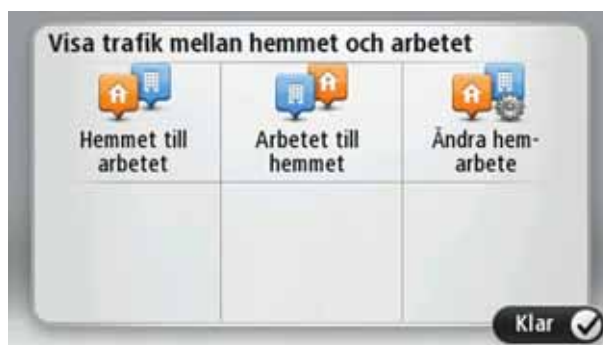 Visa trafik mellan hemmet och arbetet
Hemmet till
arbetet
Arbetet till
hemmet
Ändra hem-
arbete
Klar